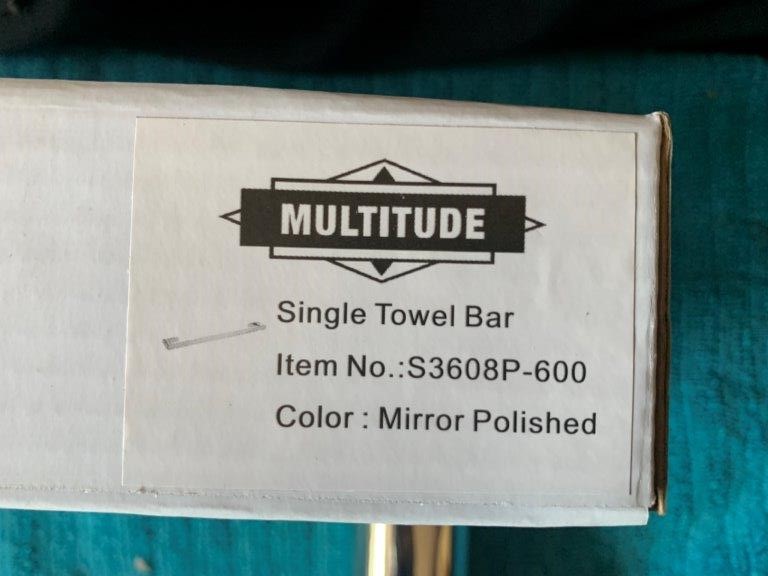 MULTITUDE
Single Towel Bar
Item No.:S3608P-600
Color : Mirror Polished